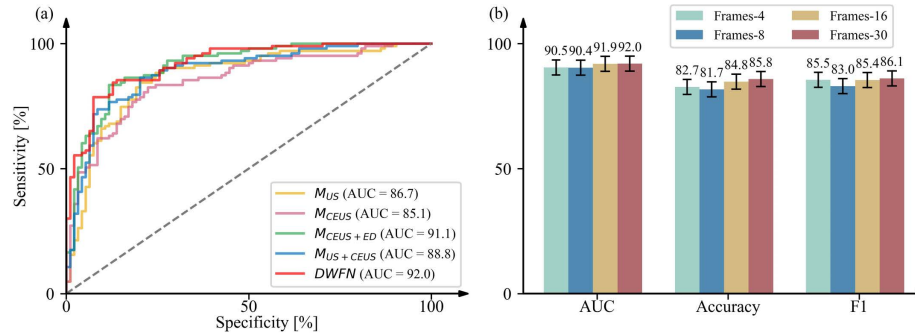 (a)
100
50
0
Sensitivity [%]
M_US (AUC = 86.7)
M_CEUS (AUC = 85.1)
M_CEUS+ED (AUC = 91.1)
M_US+CEUS (AUC = 88.8)
DWFN (AUC = 92.0)
0 50 100
Specificity [%]
(b)
Frames-4 Frames-16
Frames-8 Frames-30
100
50
0
90.5 90.4 91.9 92.0
82.7 81.7 84.8 85.8
85.5 83.0 85.4 86.1
AUC Accuracy F1